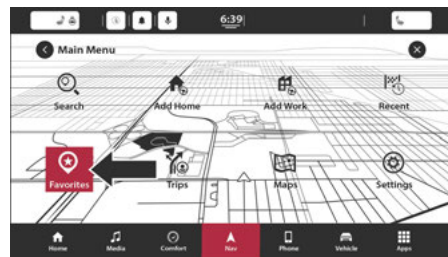 6:39
Main Menu
Search Add Home Add Work Recent
Favorites Trips Maps Settings
Home Media Comfort Nav Phone Vehicle Apps